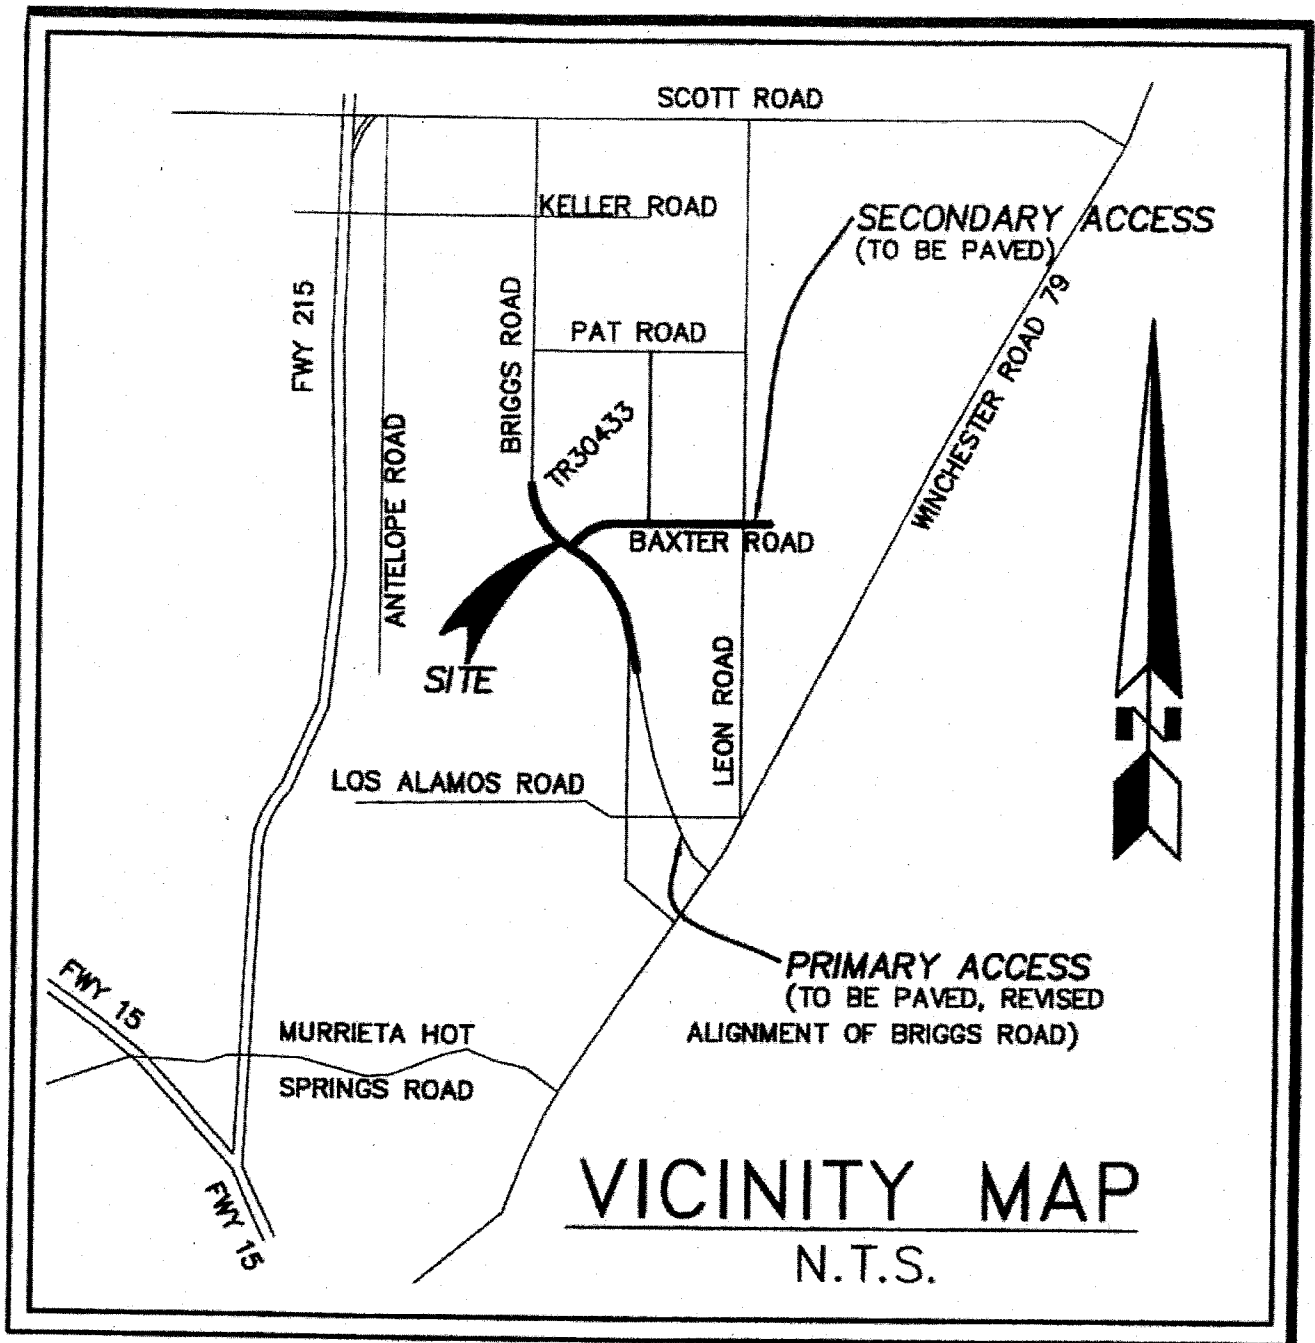 SCOTT ROAD
KELLER ROAD
SECONDARY ACCESS
(TO BE PAVED)
FWY 215
BRIGGS ROAD
PAT ROAD
WINCHESTER ROAD 79
ANTELOPE ROAD
TR30433
BAXTER ROAD
SITE
LEON ROAD
LOS ALAMOS ROAD
N
PRIMARY ACCESS
(TO BE PAVED, REVISED
ALIGNMENT OF BRIGGS ROAD)
FWY 15
MURRIETA HOT
SPRINGS ROAD
FWY 15
VICINITY MAP
N.T.S.